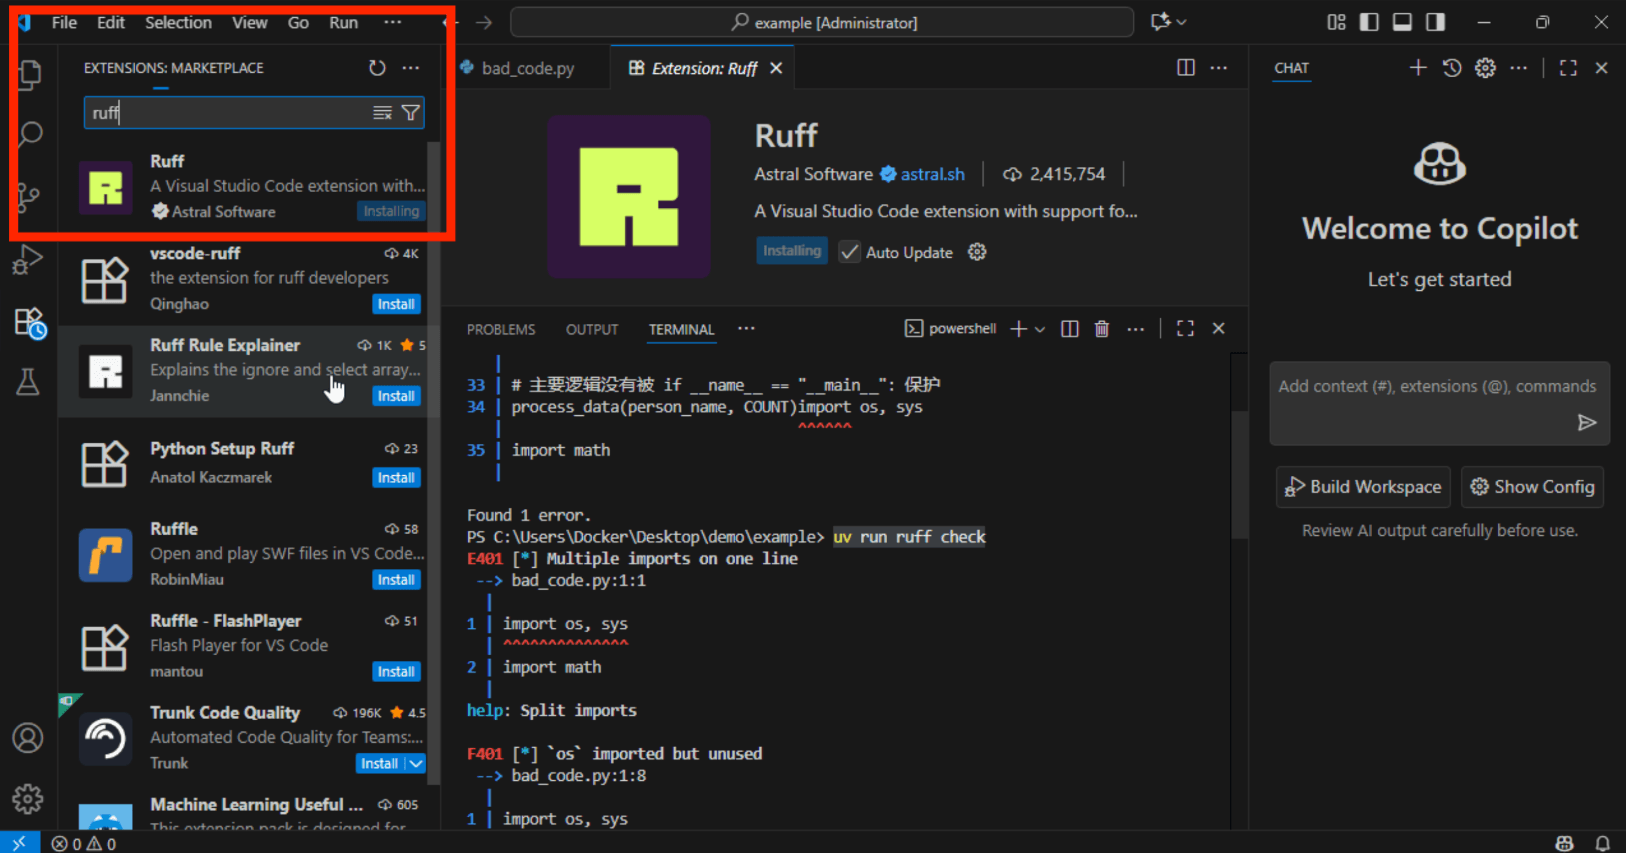 File Edit Selection View Go Run ···
example [Administrator]
EXTENSIONS: MARKETPLACE
ruff
Ruff
A Visual Studio Code extension with...
Astral Software Installing
vscode-ruff 4K
the extension for ruff developers
Qinghao Install
Ruff Rule Explainer 1K 5
Explains the ignore and select array...
Jannchie Install
Python Setup Ruff 23
Anatol Kaczmarek Install
Ruffle 58
Open and play SWF files in VS Code...
RobinMiau Install
Ruffle - FlashPlayer 51
Flash Player for VS Code
mantou Install
Trunk Code Quality 196K 4.5
Automated Code Quality for Teams:...
Trunk Install
Machine Learning Useful ... 605
This extension pack is designed for
0 0
bad_code.py Extension: Ruff
Ruff
Astral Software astral.sh 2,415,754
A Visual Studio Code extension with support fo...
Installing Auto Update
PROBLEMS OUTPUT TERMINAL ··· powershell
33 | # 主要逻辑没有被 if __name__ == "__main__": 保护
34 | process_data(person_name, COUNT)import os, sys
^^^^^^
35 | import math
Found 1 error.
PS C:\Users\Docker\Desktop\demo\example> uv run ruff check
E401 [*] Multiple imports on one line
--> bad_code.py:1:1
1 | import os, sys
^^^^^^^^^^^^^^
2 | import math
help: Split imports
F401 [*] `os` imported but unused
--> bad_code.py:1:8
1 | import os, sys
CHAT
Welcome to Copilot
Let's get started
Add context (#), extensions (@), commands
Build Workspace Show Config
Review AI output carefully before use.